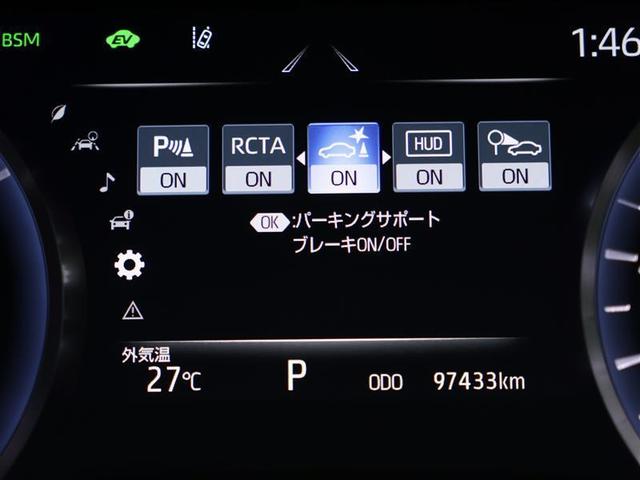 BSM
EV
1:46
P
RCTA
HUD
ON
ON
ON
ON
ON
OK:パーキングサポート
ブレーキON/OFF
外気温
27℃
P
ODO 97433km